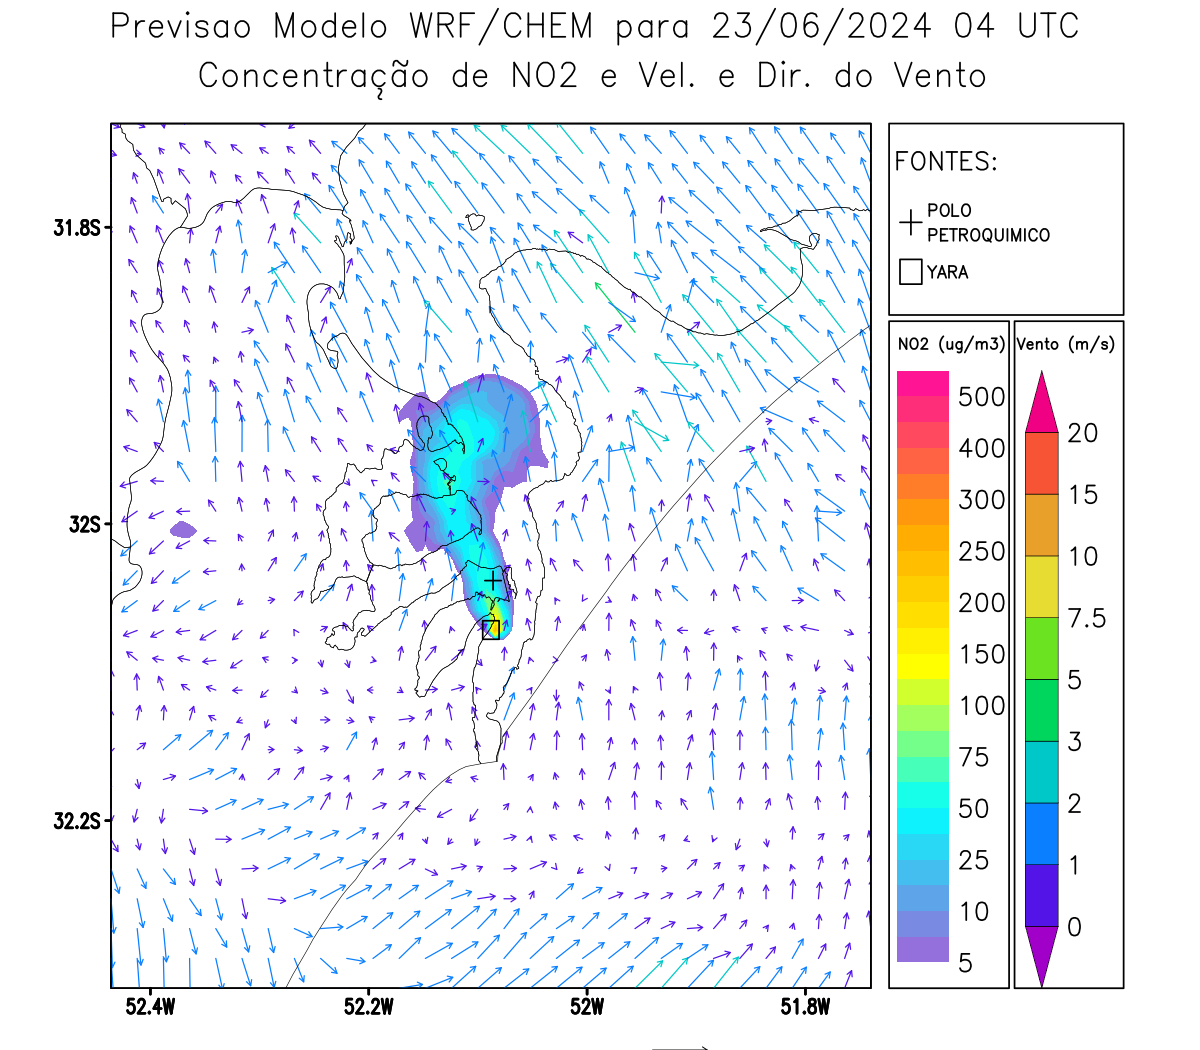 Previsao Modelo WRF/CHEM para 23/06/2024 04 UTC
Concentração de NO2 e Vel. e Dir. do Vento
FONTES:
POLO
PETROQUIMICO
YARA
NO2 (ug/m3)
500
400
300
250
200
150
100
75
50
25
10
5
Vento (m/s)
20
15
10
7.5
5
3
2
1
0
31.8S
32S
32.2S
52.4W
52.2W
52W
51.8W